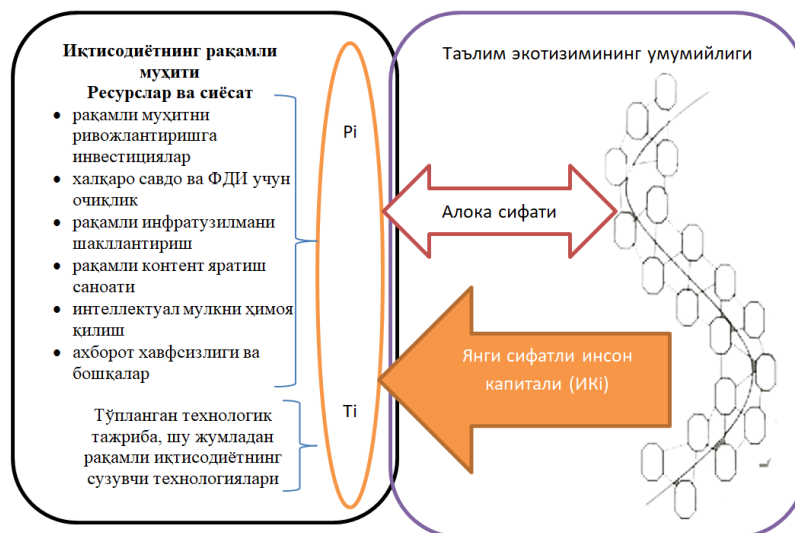 Иқтисодиётнинг рақамли
муҳити
Ресурслар ва сиёсат
• рақамли муҳитни
ривожлантиришга
инвестициялар
• халқаро савдо ва ФДИ учун
очиқлик
• рақамли инфратузилмани
шакллантириш
• рақамли контент яратиш
саноати
• интеллектуал мулкни ҳимоя
қилиш
• ахборот хавфсизлиги ва
бошқалар
Тўпланган технологик
тажриба, шу жумладан
рақамли иқтисодиётнинг
сузувчи технологиялари
Pi
Ti
Таълим экотизимининг умумийлиги
Алока сифати
Янги сифатли инсон
капитали (ИКi)